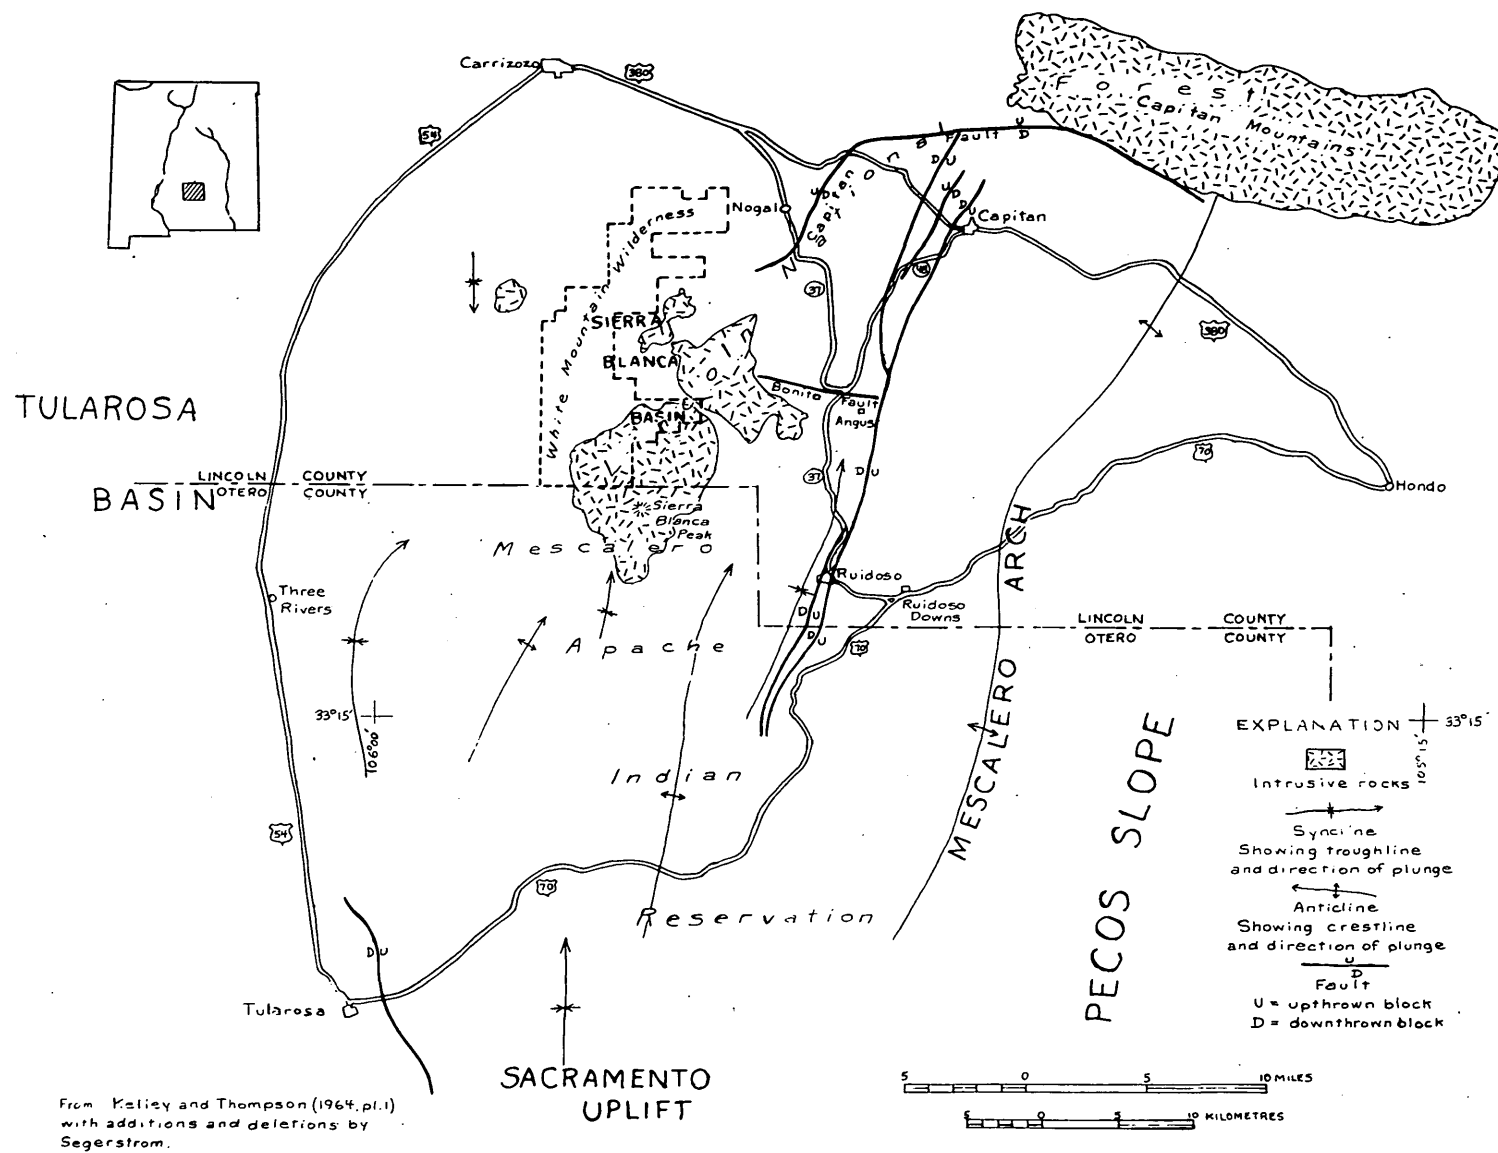 Carrizozo
380
54
Forest
Capitan Mountains
U
D
Fault
Capitan
D U
U D
D U
U D
Nogal
Capitan
White Mountain Wilderness
N
37
48
380
SIERRA
BLANCA
BASIN
TULAROSA
BASIN
Bonito
Fault
Angus
37
D U
70
Hondo
LINCOLN COUNTY
OTERO COUNTY
Sierra
Blanca
Peak
Mescalero
Apache
Indian
Reservation
Three
Rivers
Ruidoso
Ruidoso
Downs
D U
D U
70
LINCOLN COUNTY
OTERO COUNTY
MESCALERO ARCH
PECOS SLOPE
33°15'
106°00'
54
70
D U
Tularosa
SACRAMENTO
UPLIFT
EXPLANATION
33°15'
105°15'
Intrusive rocks
Syncline
Showing troughline
and direction of plunge
Anticline
Showing crestline
and direction of plunge
U
D
Fault
U = upthrown block
D = downthrown block
5 0 5 10 MILES
5 0 5 10 KILOMETRES
From Kelley and Thompson (1964, pl. 1)
with additions and deletions by
Segerstrom.